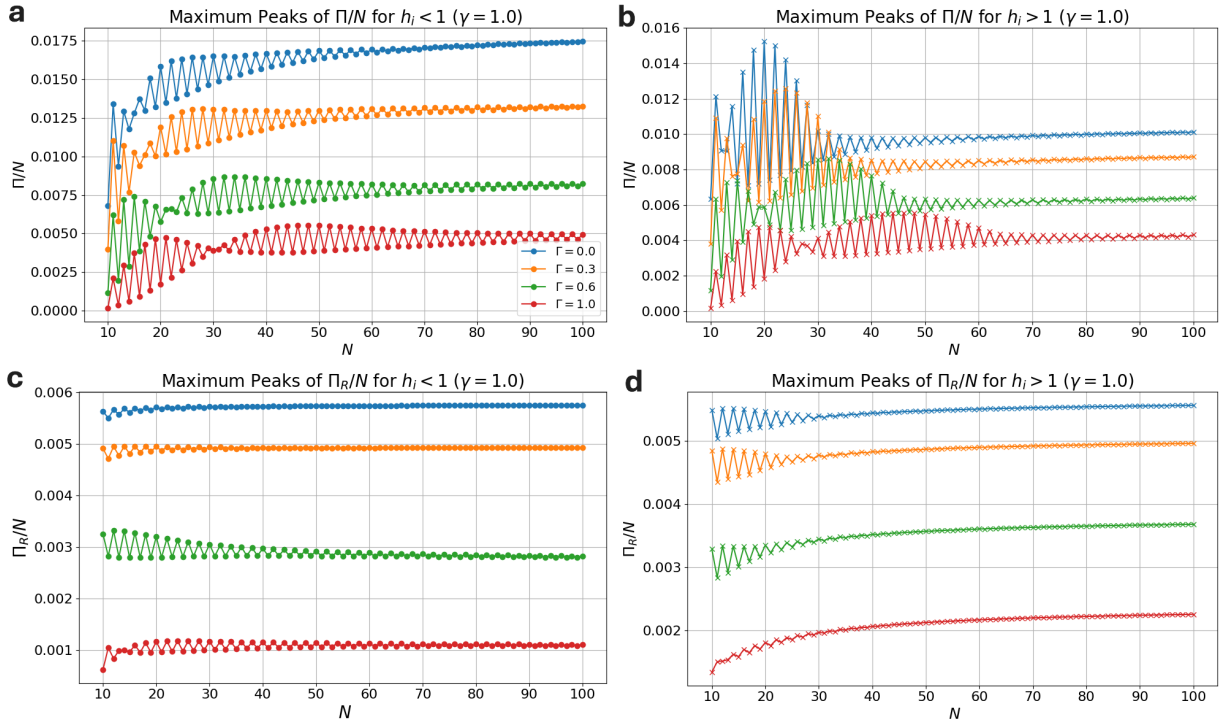 a
Maximum Peaks of Π/N for hᵢ < 1 (γ = 1.0)
Π/N
0.0175
0.0150
0.0125
0.0100
0.0075
0.0050
0.0025
0.0000
10 20 30 40 50 60 70 80 90 100
N
Γ = 0.0
Γ = 0.3
Γ = 0.6
Γ = 1.0
b
Maximum Peaks of Π/N for hᵢ > 1 (γ = 1.0)
Π/N
0.016
0.014
0.012
0.010
0.008
0.006
0.004
0.002
0.000
10 20 30 40 50 60 70 80 90 100
N
c
Maximum Peaks of Π_R/N for hᵢ < 1 (γ = 1.0)
Π_R/N
0.006
0.005
0.004
0.003
0.002
0.001
10 20 30 40 50 60 70 80 90 100
N
d
Maximum Peaks of Π_R/N for hᵢ > 1 (γ = 1.0)
Π_R/N
0.005
0.004
0.003
0.002
10 20 30 40 50 60 70 80 90 100
N